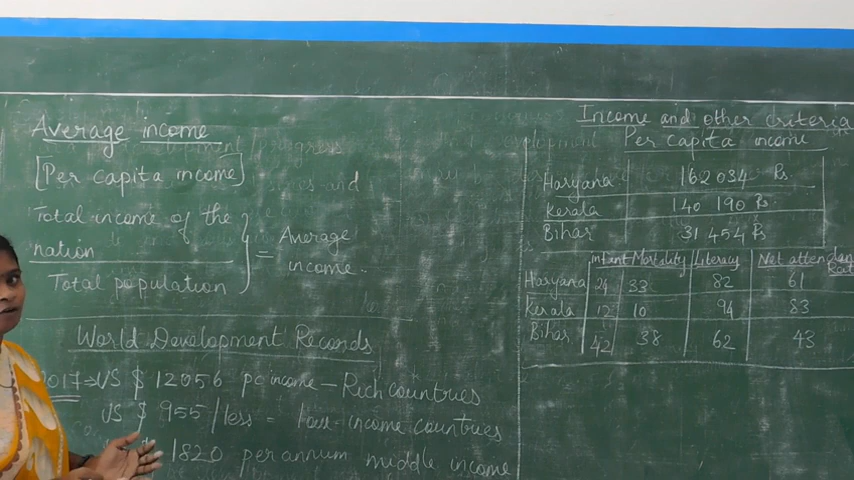 Average income
[Per capita income]
Total income of the
nation
Total population
= Average
income.
World Development Records
2017 => US $ 12056 pc income - Rich countries
US $ 955 / less = low-income countries
1820 per annum middle income
Income and other criteria
Per capita income
Haryana 162 034 Rs
Kerala 140 190 Rs
Bihar 31 454 Rs
infant Mortality Literacy Net attendance
Rat
Haryana 24 33 82 61
Kerala 12 10 94 83
Bihar 42 38 62 43